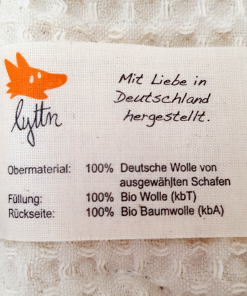 lyttn
Mit Liebe in
Deutschland
hergestellt.
Obermaterial: 100% Deutsche Wolle von
ausgewählten Schafen
Füllung: 100% Bio Wolle (kbT)
Rückseite: 100% Bio Baumwolle (kbA)